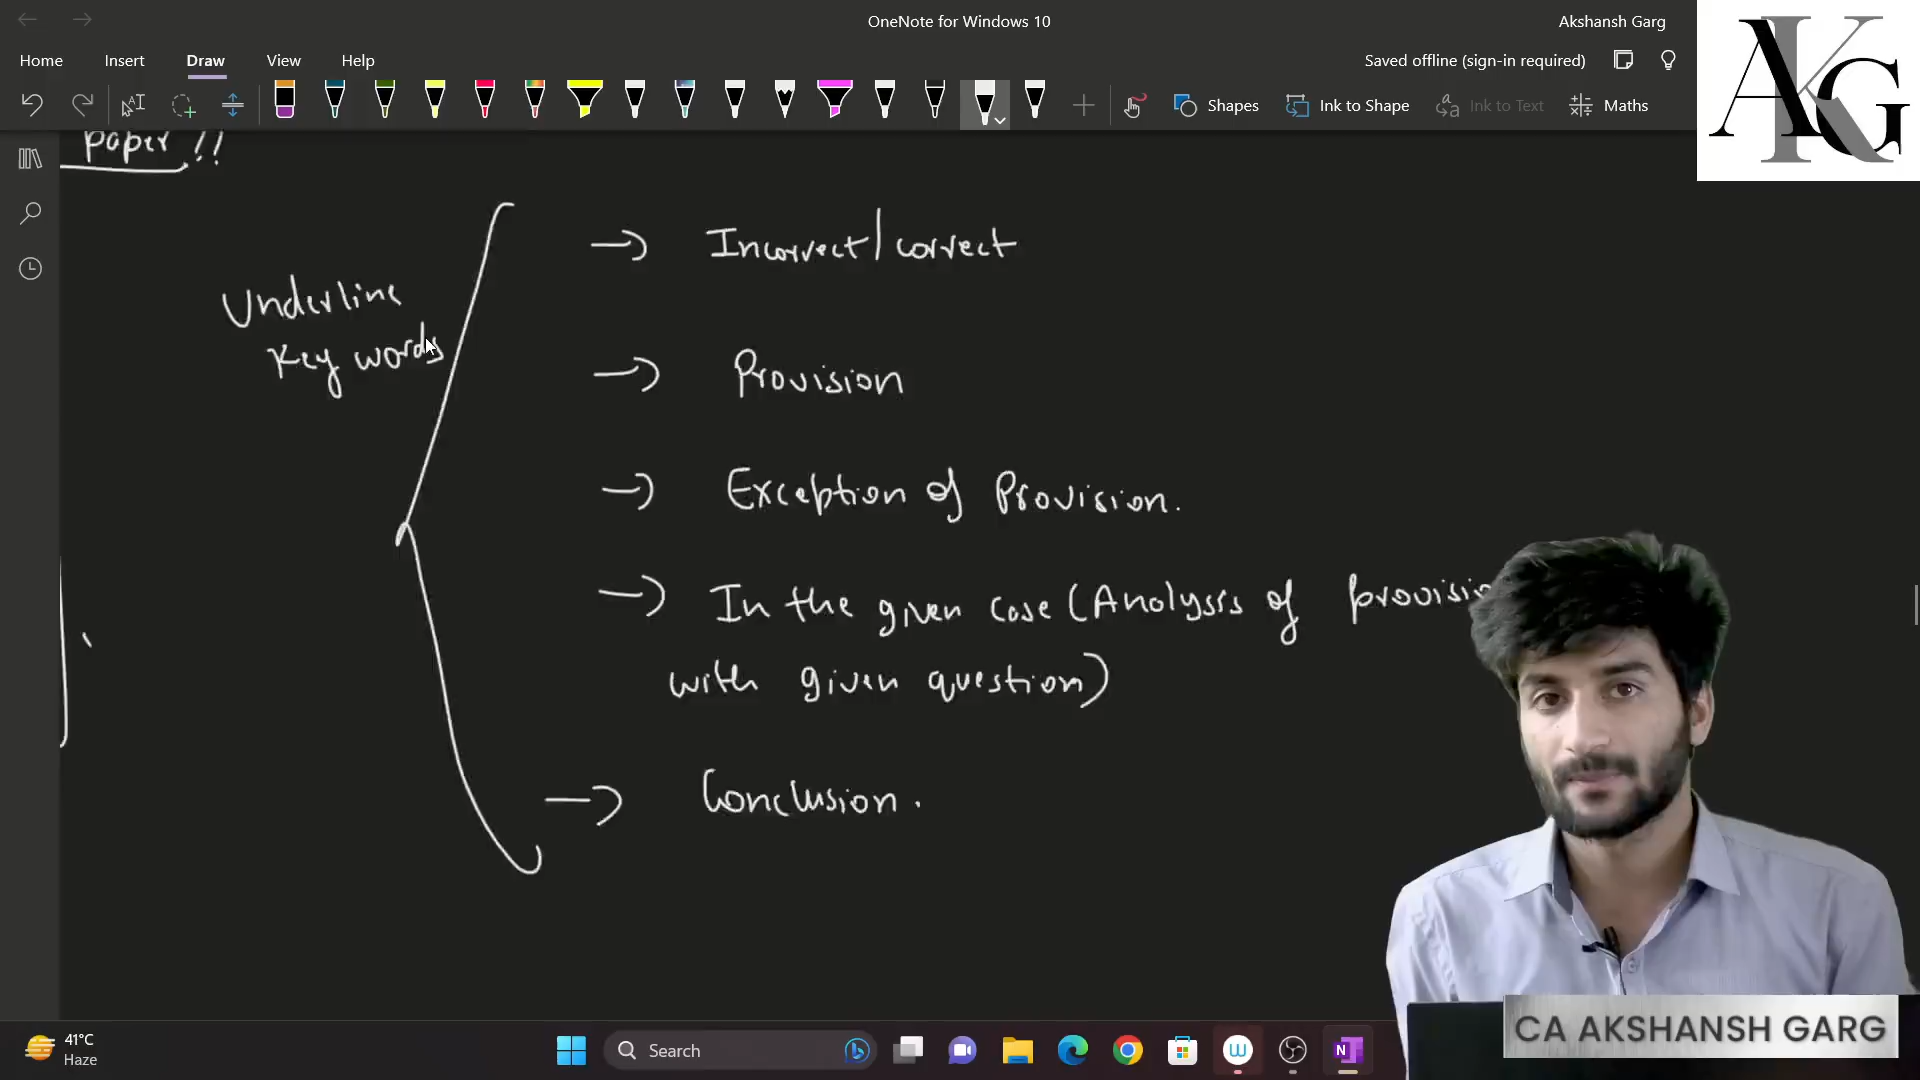 OneNote for Windows 10
Akshansh Garg
Home Insert Draw View Help
Saved offline (sign-in required)
Shapes Ink to Shape Ink to Text Maths
AKG
Paper !!
Incorrect/correct
Underline
Key words
Provision
Exception of Provision.
In the given case (Analysis of
with given question)
Conclusion.
CA AKSHANSH GARG
41°C
Haze
Search